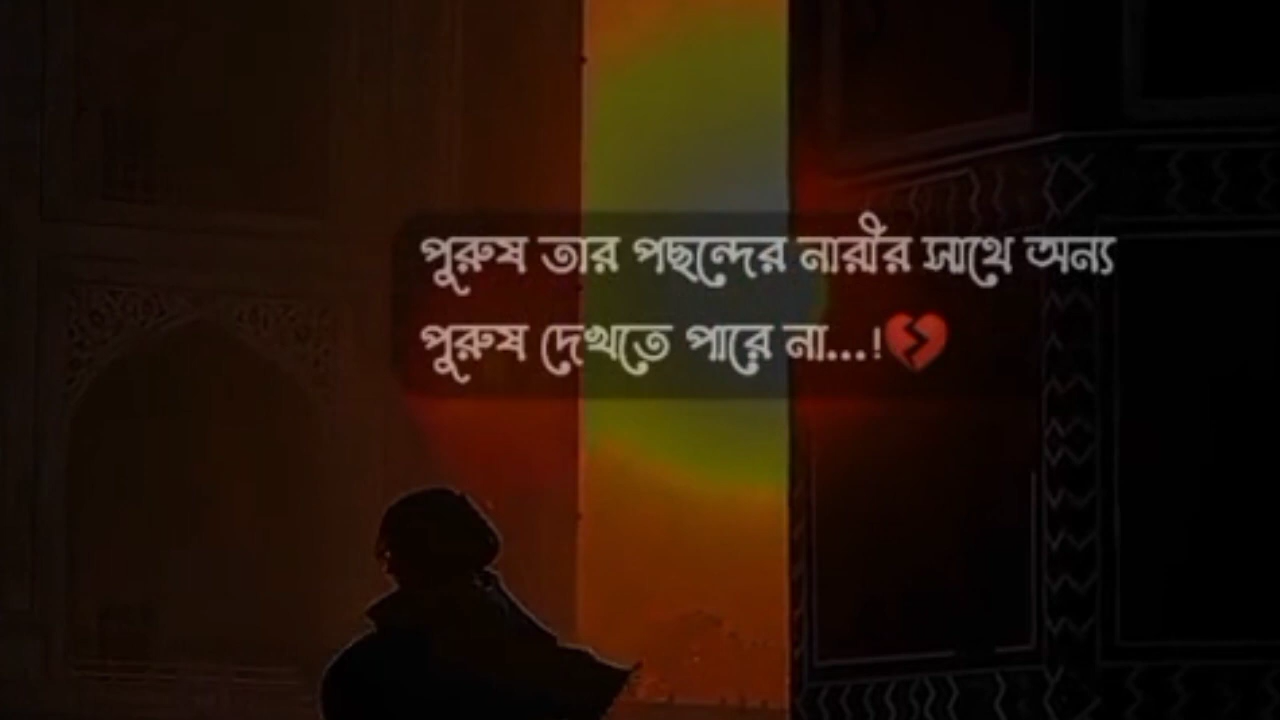 পুরুষ তার পছন্দের নারীর সাথে অন্য
পুরুষ দেখতে পারে না...!💔